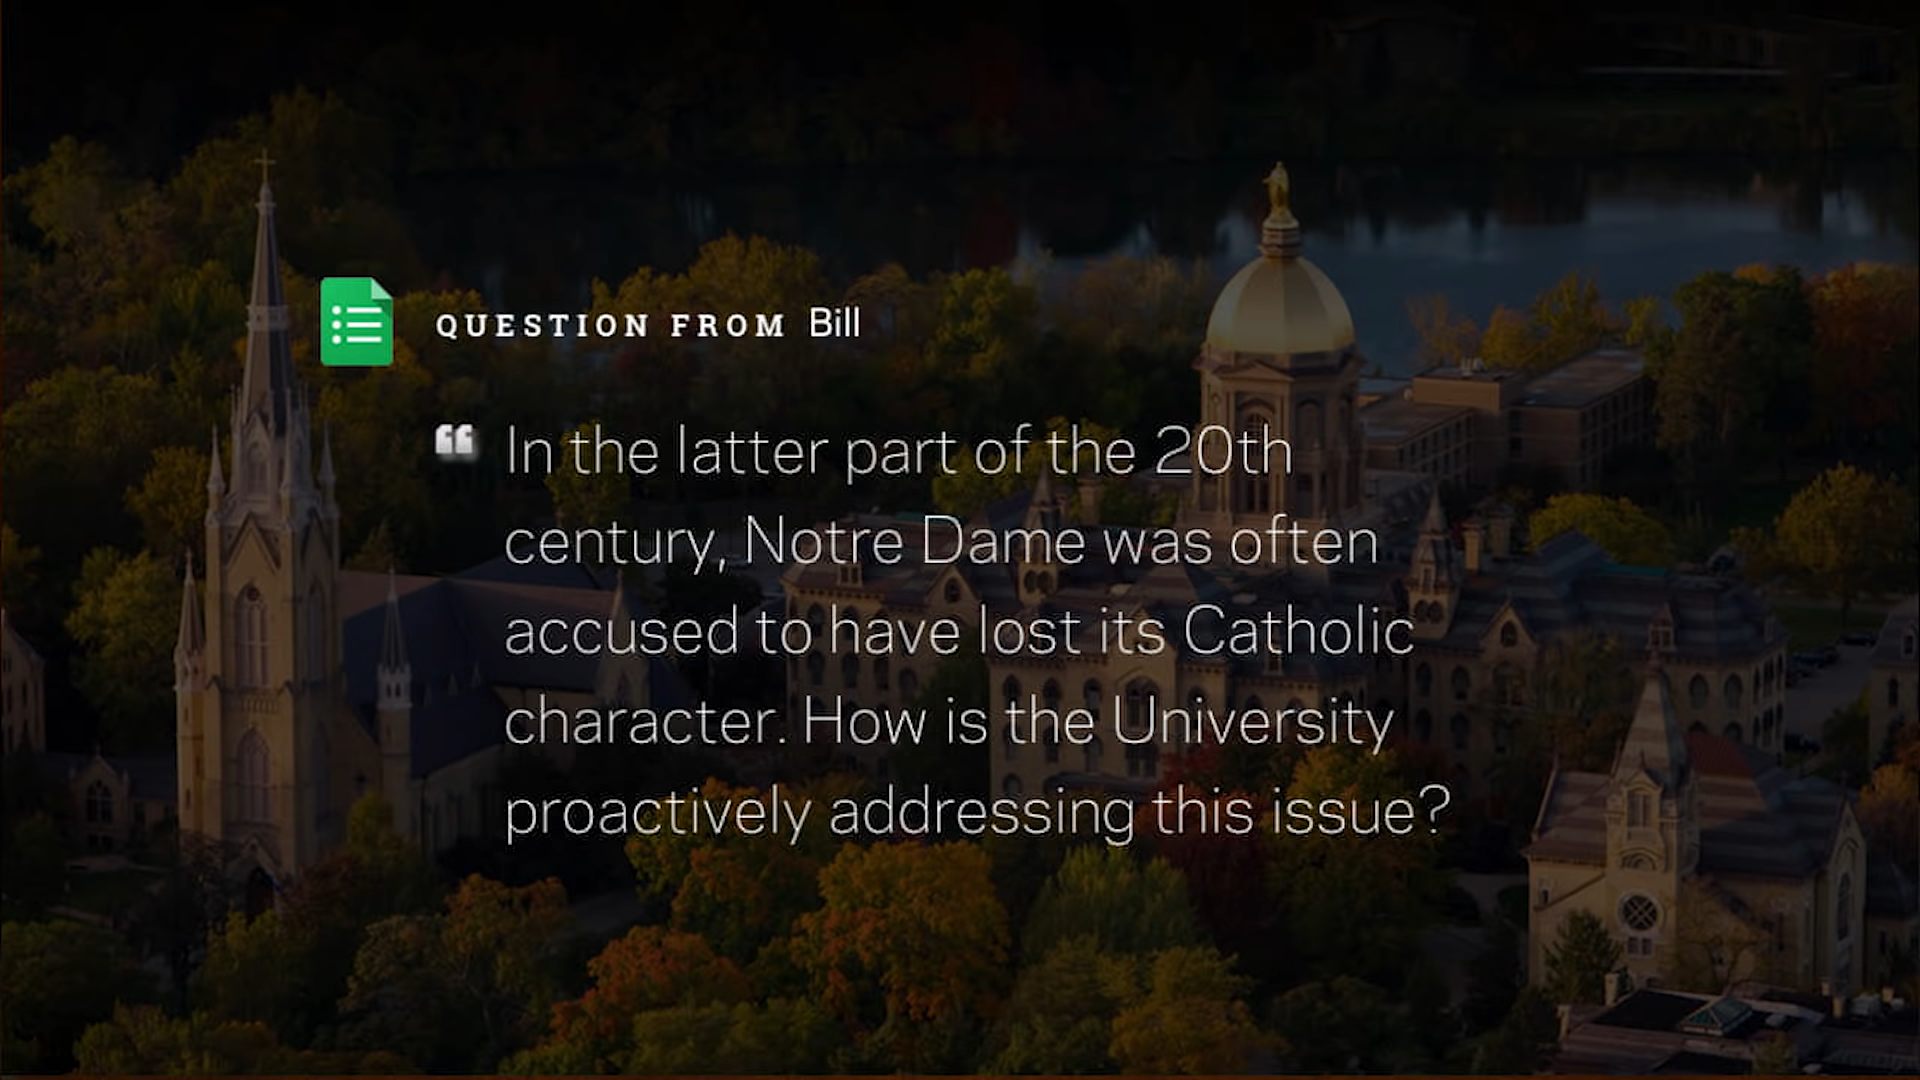 QUESTION FROM Bill
“ In the latter part of the 20th
century, Notre Dame was often
accused to have lost its Catholic
character. How is the University
proactively addressing this issue?